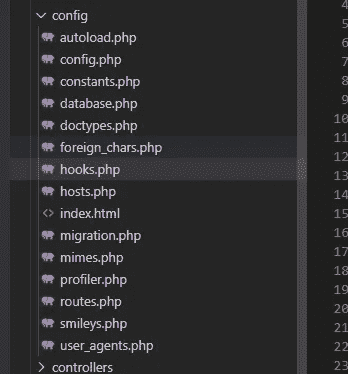 config
autoload.php
config.php
constants.php
database.php
doctypes.php
foreign_chars.php
hooks.php
hosts.php
index.html
migration.php
mimes.php
profiler.php
routes.php
smileys.php
user_agents.php
controllers
4
5
6
7
8
9
10
11
12
13
14
15
16
17
18
19
20
21
22
23